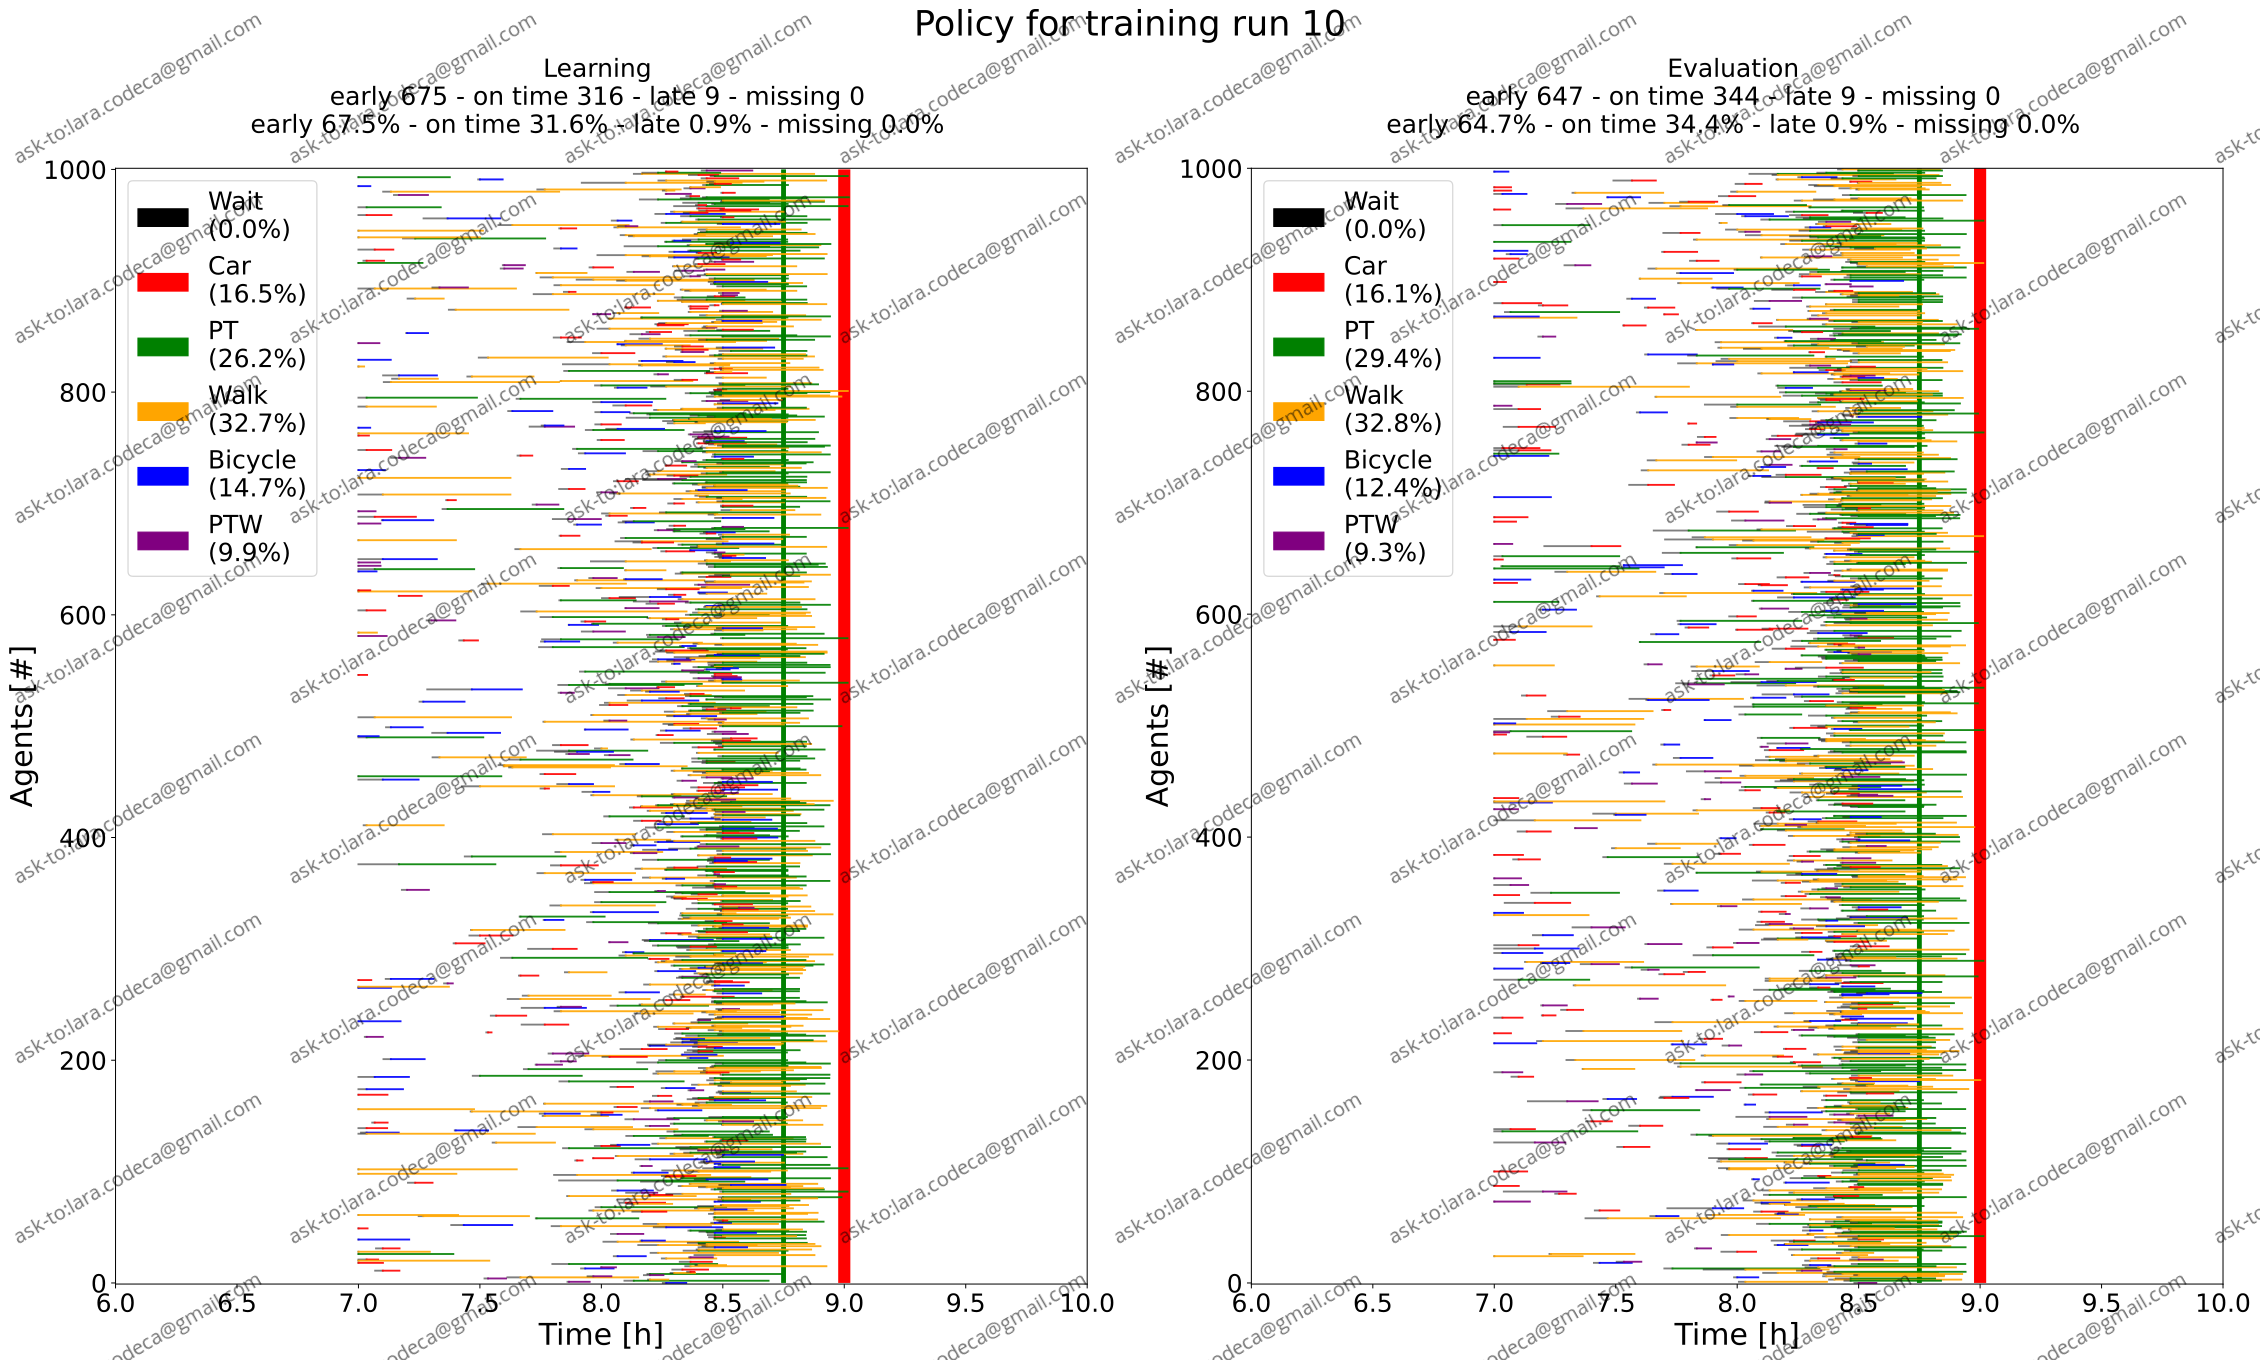 Policy for training run 10
Learning
early 675 - on time 316 - late 9 - missing 0
early 67.5% - on time 31.6% - late 0.9% - missing 0.0%
1000
800
600
400
200
0
Agents [#]
Wait
(0.0%)
Car
(16.5%)
PT
(26.2%)
Walk
(32.7%)
Bicycle
(14.7%)
PTW
(9.9%)
6.0 6.5 7.0 7.5 8.0 8.5 9.0 9.5 10.0
Time [h]
Evaluation
early 647 - on time 344 - late 9 - missing 0
early 64.7% - on time 34.4% - late 0.9% - missing 0.0%
1000
800
600
400
200
0
Agents [#]
Wait
(0.0%)
Car
(16.1%)
PT
(29.4%)
Walk
(32.8%)
Bicycle
(12.4%)
PTW
(9.3%)
6.0 6.5 7.0 7.5 8.0 8.5 9.0 9.5 10.0
Time [h]
ask-to:lara.codeca@gmail.com